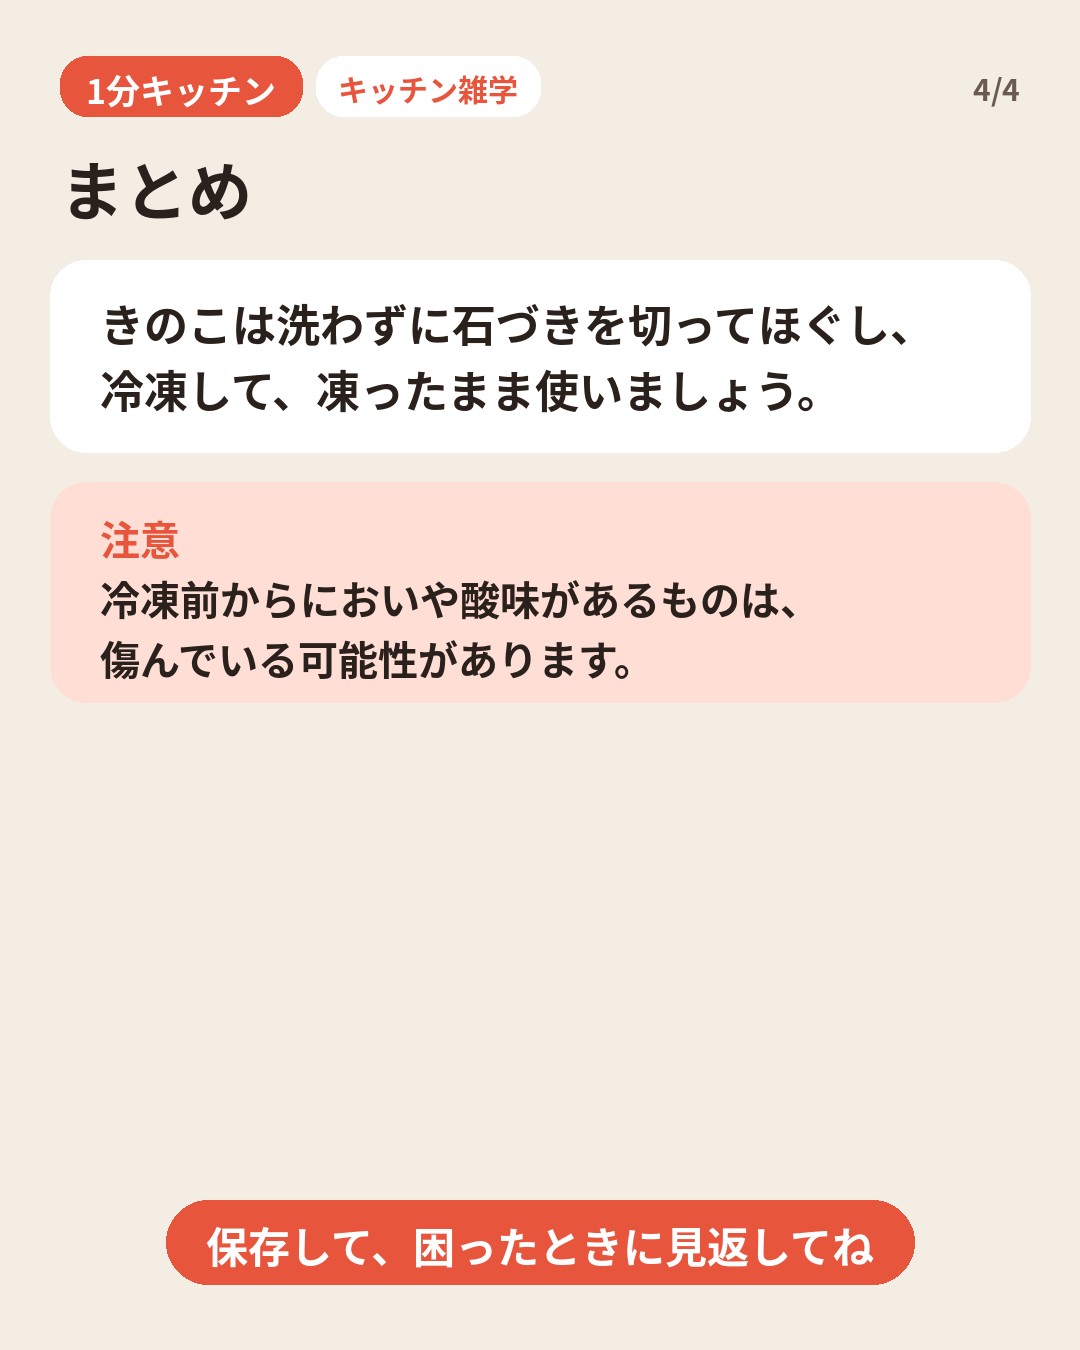 1分キッチン
キッチン雑学
4/4
まとめ
きのこは洗わずに石づきを切ってほぐし、
冷凍して、凍ったまま使いましょう。
注意
冷凍前からにおいや酸味があるものは、
傷んでいる可能性があります。
保存して、困ったときに見返してね